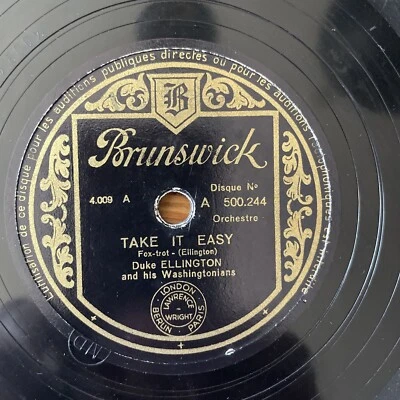 L'utilisation de ce disque pour les auditions publiques directes ou pour les auditions
B
Brunswick
4.009 A
Disque No
A 500.244
Orchestre
TAKE IT EASY
Fox-trot - (Ellington)
Duke ELLINGTON
and his Washingtonians
LONDON
LAWRENCE
WRIGHT
BERLIN PARIS